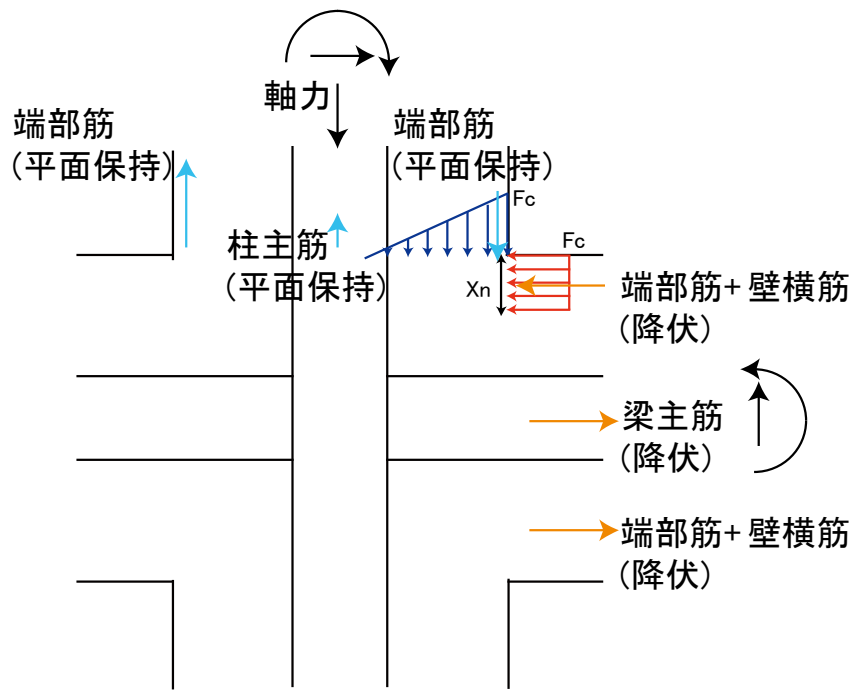 軸力
端部筋
(平面保持)
端部筋
(平面保持)
Fc
柱主筋
(平面保持)
Fc
Xn
端部筋+壁横筋
(降伏)
梁主筋
(降伏)
端部筋+壁横筋
(降伏)